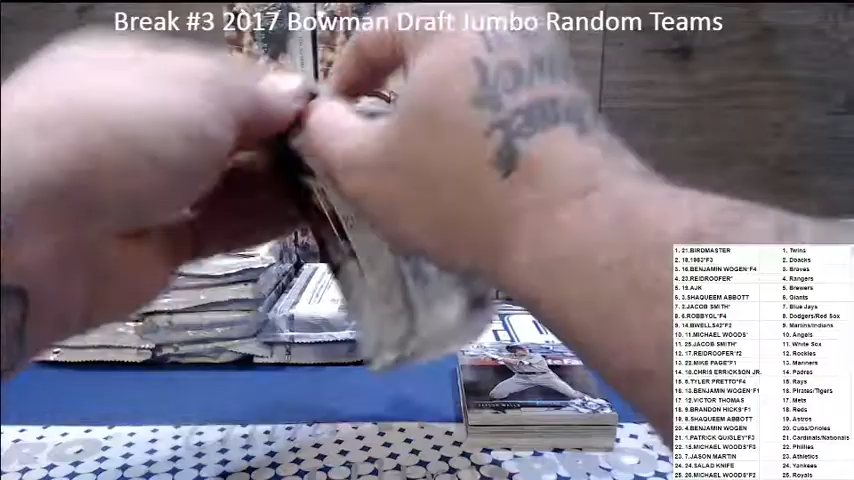 Break #3 2017 Bowman Draft Jumbo Random Teams
1. 21.BIRDMASTER 1. Twins
2. 18.1983*F3 2. Dbacks
3. 16.BENJAMIN WOGEN*F4 3. Braves
4. 23.REIDROOFER* 4. Rangers
5. 19.AJK 5. Brewers
6. 3.SHAQUEEM ABBOTT 6. Giants
7. 2.JACOB SMITH* 7. Blue Jays
8. 6.ROBBYOL*F4 8. Dodgers/Red Sox
9. 14.BWELLS42*F2 9. Marlins/Indians
10. 11.MICHAEL WOODS* 10. Angels
11. 25.JACOB SMITH* 11. White Sox
12. 17.REIDROOFER*f2 12. Rockies
13. 22.MIKE PAGE*F1 13. Mariners
14. 10.CHRIS ERRICKSON JR. 14. Padres
15. 8.TYLER PRETTO*F4 15. Rays
16. 13.BENJAMIN WOGEN*F1 16. Pirates/Tigers
17. 12.VICTOR THOMAS 17. Mets
18. 9.BRANDON HICKS*F1 18. Reds
19. 5.SHAQUEEM ABBOTT 19. Astros
20. 4.BENJAMIN WOGEN 20. Cubs/Orioles
21. 1.PATRICK QUIGLEY*F3 21. Cardinals/Nationals
22. 15.MICHAEL WOODS*F3 22. Phillies
23. 7.JASON MARTIN 23. Athletics
24. 24.SALAD KNIFE 24. Yankees
25. 20.MICHAEL WOODS*F2 25. Royals